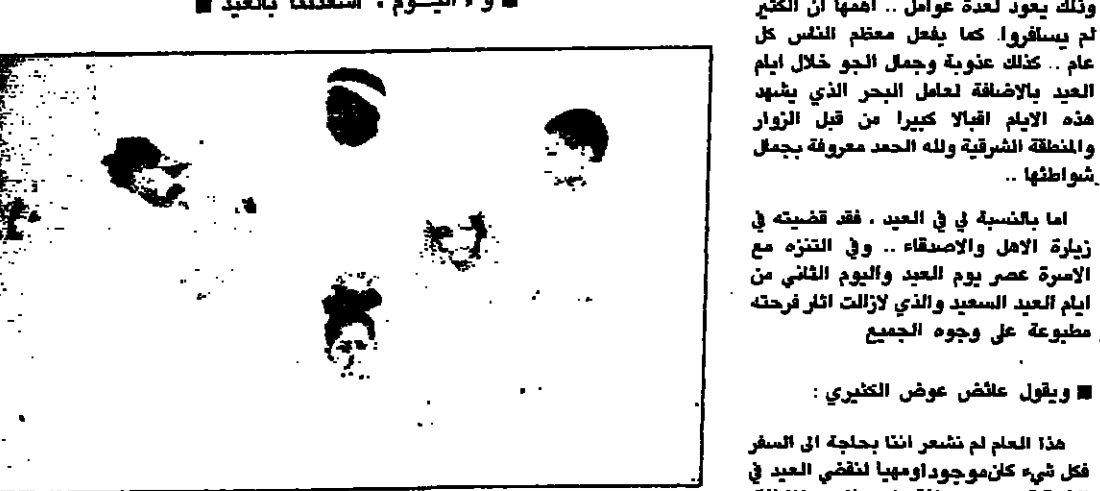 ■ و « اليــوم » اسعدتنا بالعيد ■
وذلك يعود لعدة عوامل .. اهمها ان الكثير
لم يسافروا. كما يفعل معظم الناس كل
عام .. كذلك عذوبة وجمال الجو خلال ايام
العيد بالاضافة لعامل البحر الذي يشهد
هذه الايام اقبالا كبيرا من قبل الزوار
والمنطقة الشرقية ولله الحمد معروفة بجمال
شواطئها ..
اما بالنسبة لي في العيد ، فقد قضيته في
زيارة الاهل والاصدقاء .. وفي التنزه مع
الاسرة عصر يوم العيد واليوم الثاني من
ايام العيد السعيد والذي لازالت اثار فرحته
مطبوعة على وجوه الجميع
■ ويقول عائض عوض الكثيري :
هذا العام لم نشعر اننا بحاجة الى السفر
فكل شيء كان موجودا ومهيا لنقضي العيد في